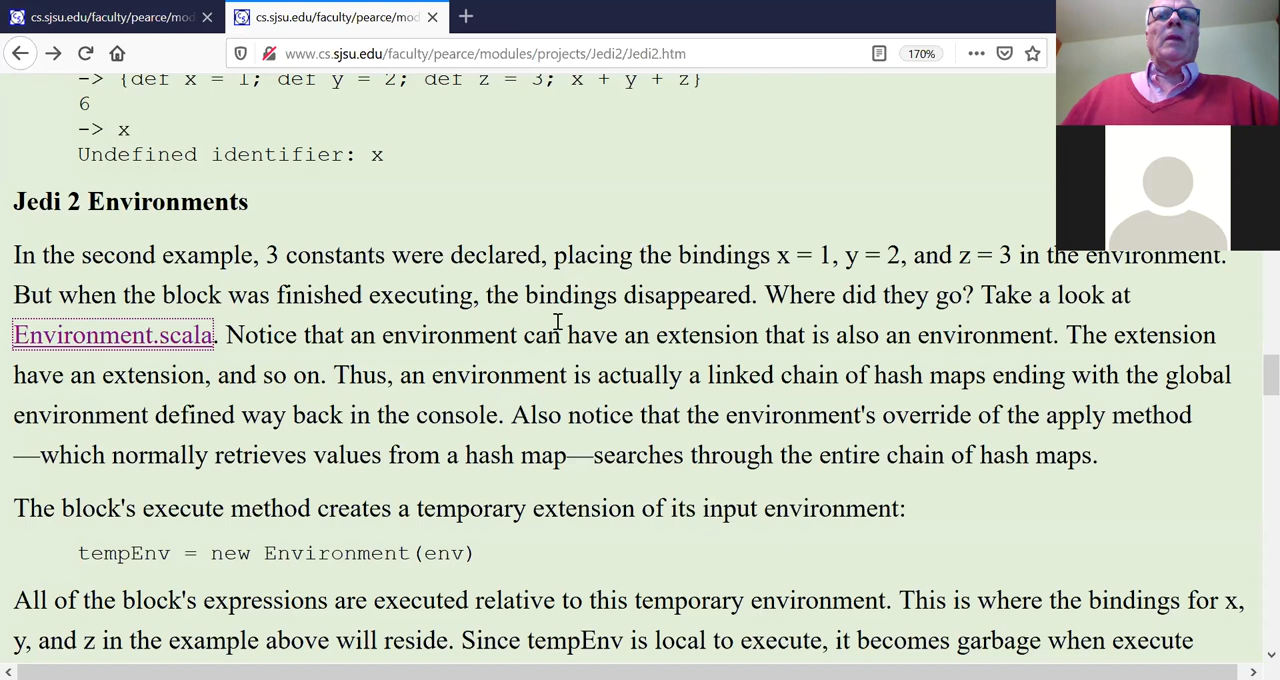 cs.sjsu.edu/faculty/pearce/mod
cs.sjsu.edu/faculty/pearce/mod
www.cs.sjsu.edu/faculty/pearce/modules/projects/Jedi2/Jedi2.htm
170%
-> {def x = 1; def y = 2; def z = 3; x + y + z}
6
-> x
Undefined identifier: x
Jedi 2 Environments
In the second example, 3 constants were declared, placing the bindings x = 1, y = 2, and z = 3 in the environment.
But when the block was finished executing, the bindings disappeared. Where did they go? Take a look at
Environment.scala. Notice that an environment can have an extension that is also an environment. The extension
have an extension, and so on. Thus, an environment is actually a linked chain of hash maps ending with the global
environment defined way back in the console. Also notice that the environment's override of the apply method
—which normally retrieves values from a hash map—searches through the entire chain of hash maps.
The block's execute method creates a temporary extension of its input environment:
tempEnv = new Environment(env)
All of the block's expressions are executed relative to this temporary environment. This is where the bindings for x,
y, and z in the example above will reside. Since tempEnv is local to execute, it becomes garbage when execute